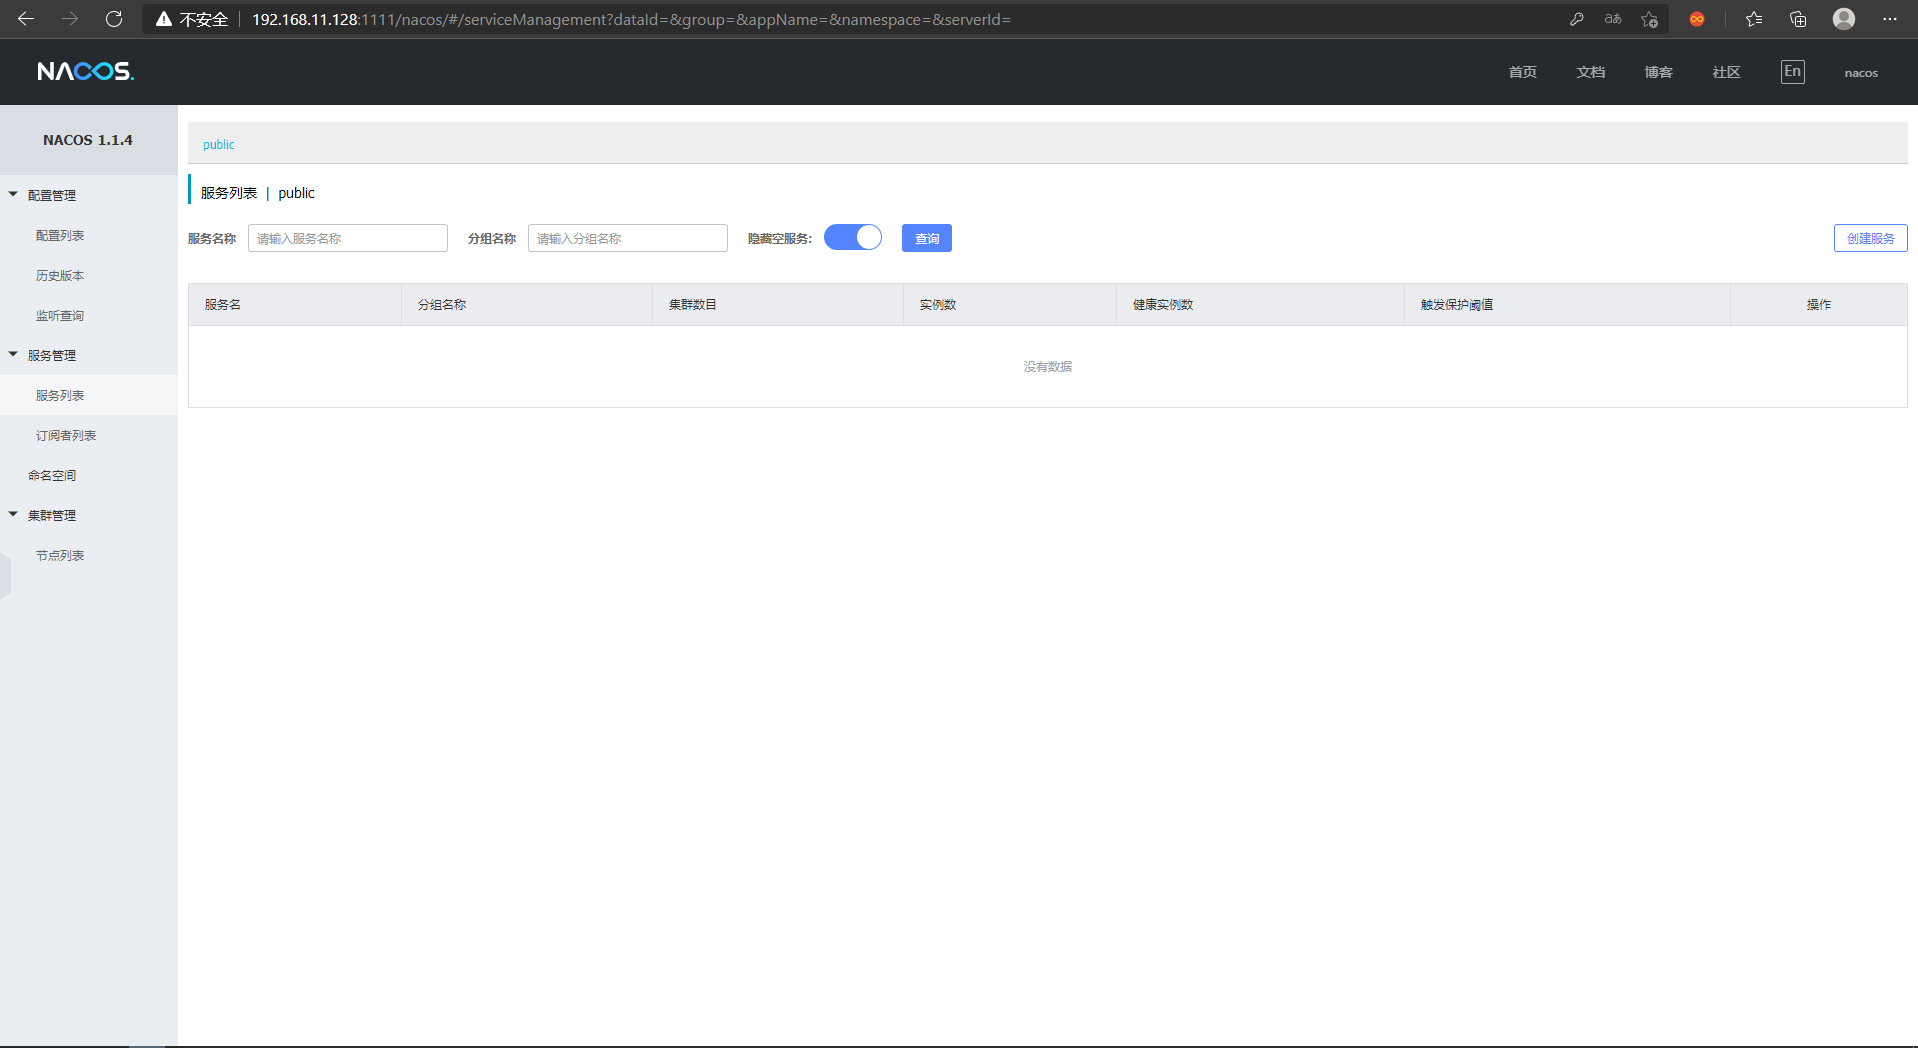 不安全 192.168.11.128:1111/nacos/#/serviceManagement?dataId=&group=&appName=&namespace=&serverId=
NACOS.
首页 文档 博客 社区 En nacos
NACOS 1.1.4
配置管理
配置列表
历史版本
监听查询
服务管理
服务列表
订阅者列表
命名空间
集群管理
节点列表
public
服务列表 | public
服务名称 请输入服务名称 分组名称 请输入分组名称 隐藏空服务: 查询 创建服务
服务名 分组名称 集群数目 实例数 健康实例数 触发保护阈值 操作
没有数据